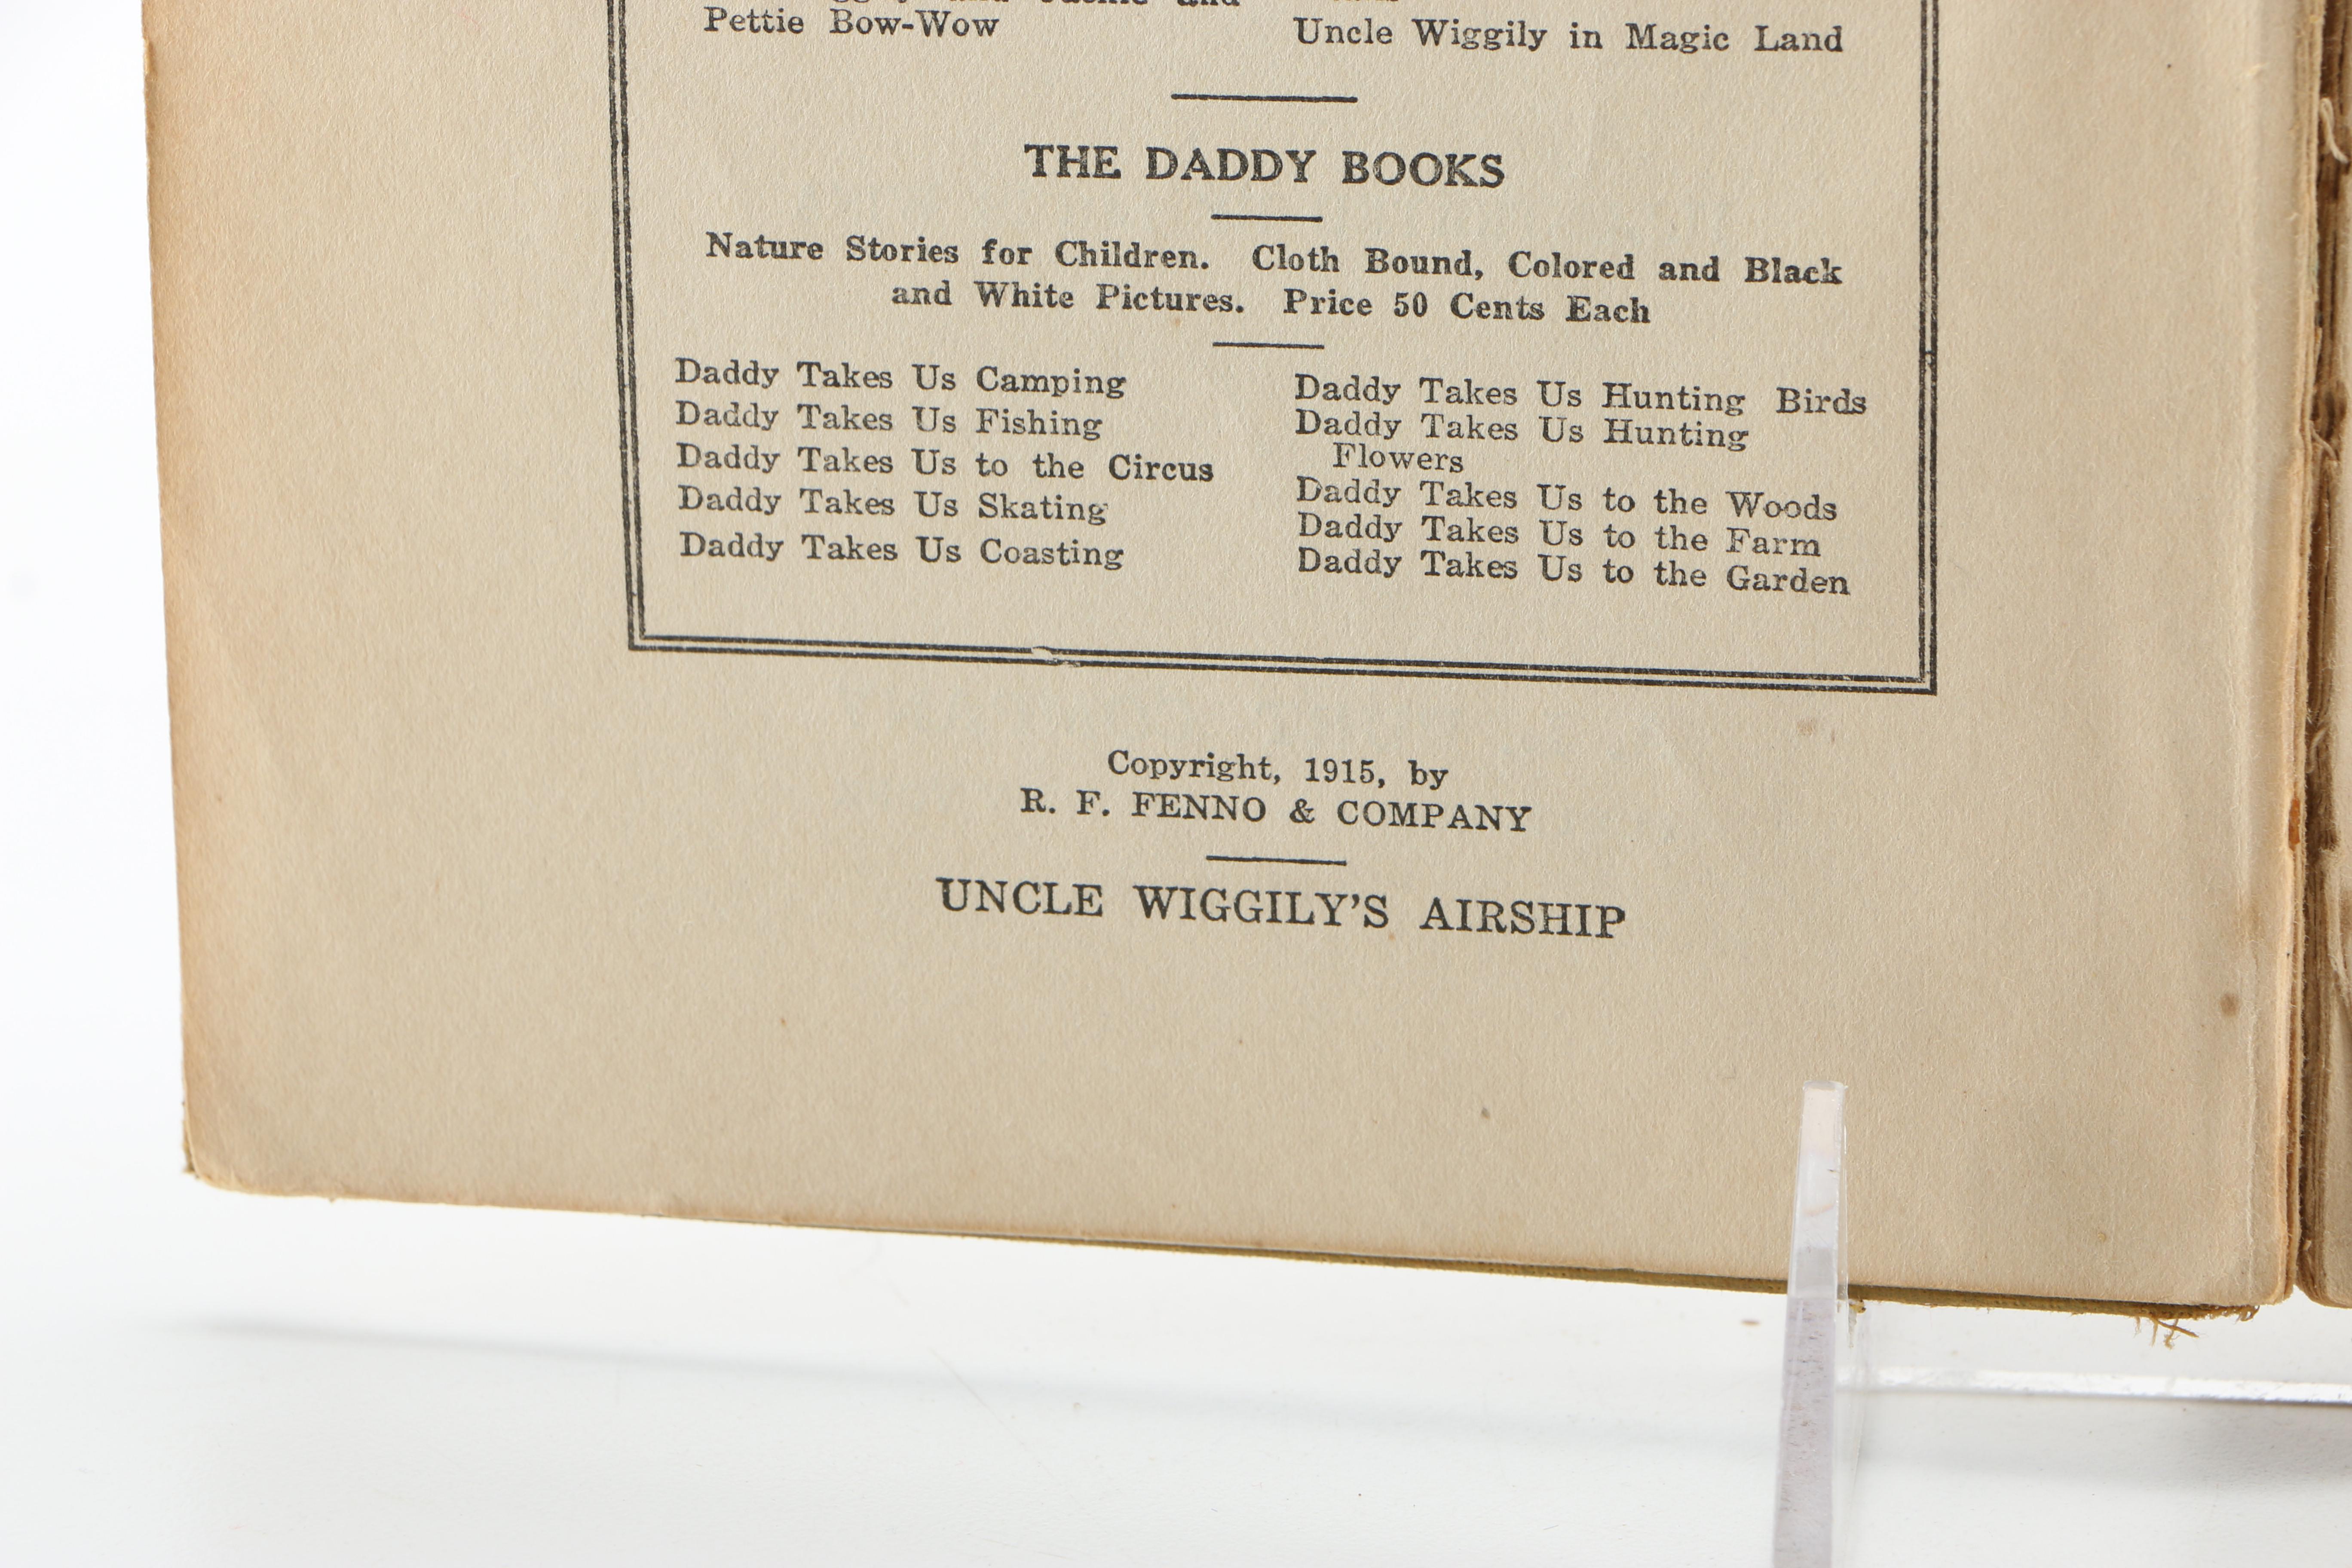 and
Pettie Bow-Wow
Uncle Wiggily in Magic Land
THE DADDY BOOKS
Nature Stories for Children. Cloth Bound, Colored and Black
and White Pictures. Price 50 Cents Each
Daddy Takes Us Camping
Daddy Takes Us Fishing
Daddy Takes Us to the Circus
Daddy Takes Us Skating
Daddy Takes Us Coasting
Daddy Takes Us Hunting Birds
Daddy Takes Us Hunting
Flowers
Daddy Takes Us to the Woods
Daddy Takes Us to the Farm
Daddy Takes Us to the Garden
Copyright, 1915, by
R. F. FENNO & COMPANY
UNCLE WIGGILY'S AIRSHIP